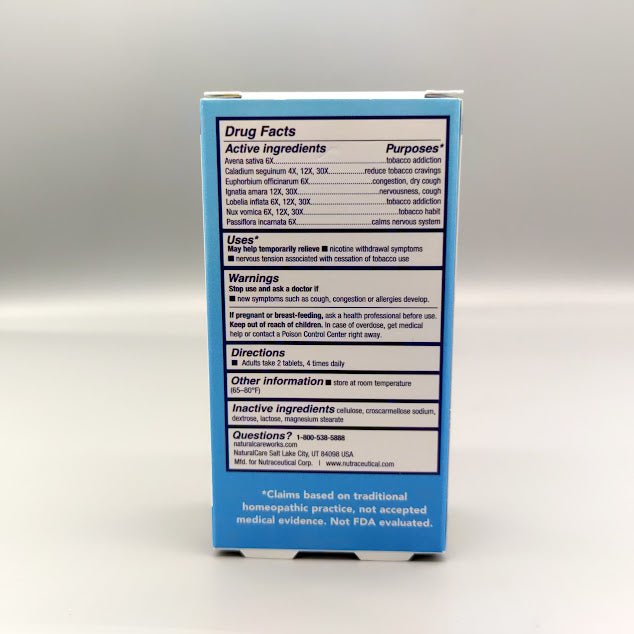 Drug Facts
Active ingredients Purposes*
Avena sativa 6X..........................................tobacco addiction
Caladium seguinum 4X, 12X, 30X.............reduce tobacco cravings
Euphorbium officinarum 6X......................congestion, dry cough
Ignatia amara 12X, 30X...........................nervousness, cough
Lobelia inflata 6X, 12X, 30X..........................tobacco addiction
Nux vomica 6X, 12X, 30X..............................tobacco habit
Passiflora incarnata 6X...........................calms nervous system
Uses*
May help temporarily relieve ■ nicotine withdrawal symptoms
■ nervous tension associated with cessation of tobacco use
Warnings
Stop use and ask a doctor if
■ new symptoms such as cough, congestion or allergies develop.
If pregnant or breast-feeding, ask a health professional before use.
Keep out of reach of children. In case of overdose, get medical
help or contact a Poison Control Center right away.
Directions
■ Adults take 2 tablets, 4 times daily
Other information ■ store at room temperature
(65–80°F)
Inactive ingredients cellulose, croscarmellose sodium,
dextrose, lactose, magnesium stearate
Questions? 1-800-538-5888
naturalcareworks.com
NaturalCare Salt Lake City, UT 84098 USA
Mfd. for Nutraceutical Corp. | www.nutraceutical.com
*Claims based on traditional
homeopathic practice, not accepted
medical evidence. Not FDA evaluated.